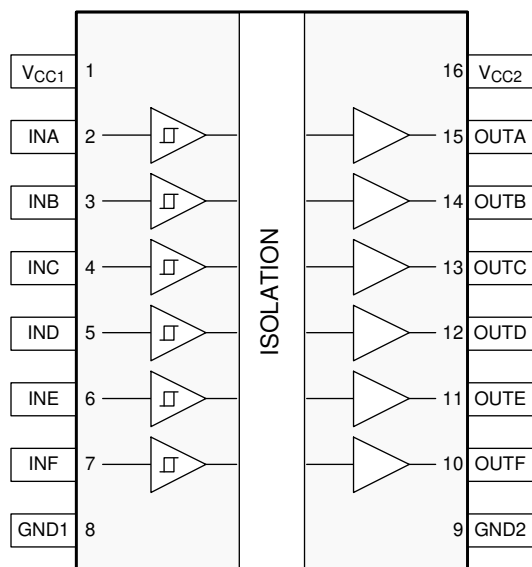 VCC1 1 16 VCC2
INA 2 15 OUTA
INB 3 14 OUTB
INC 4 13 OUTC
IND 5 12 OUTD
INE 6 11 OUTE
INF 7 10 OUTF
GND1 8 9 GND2
ISOLATION